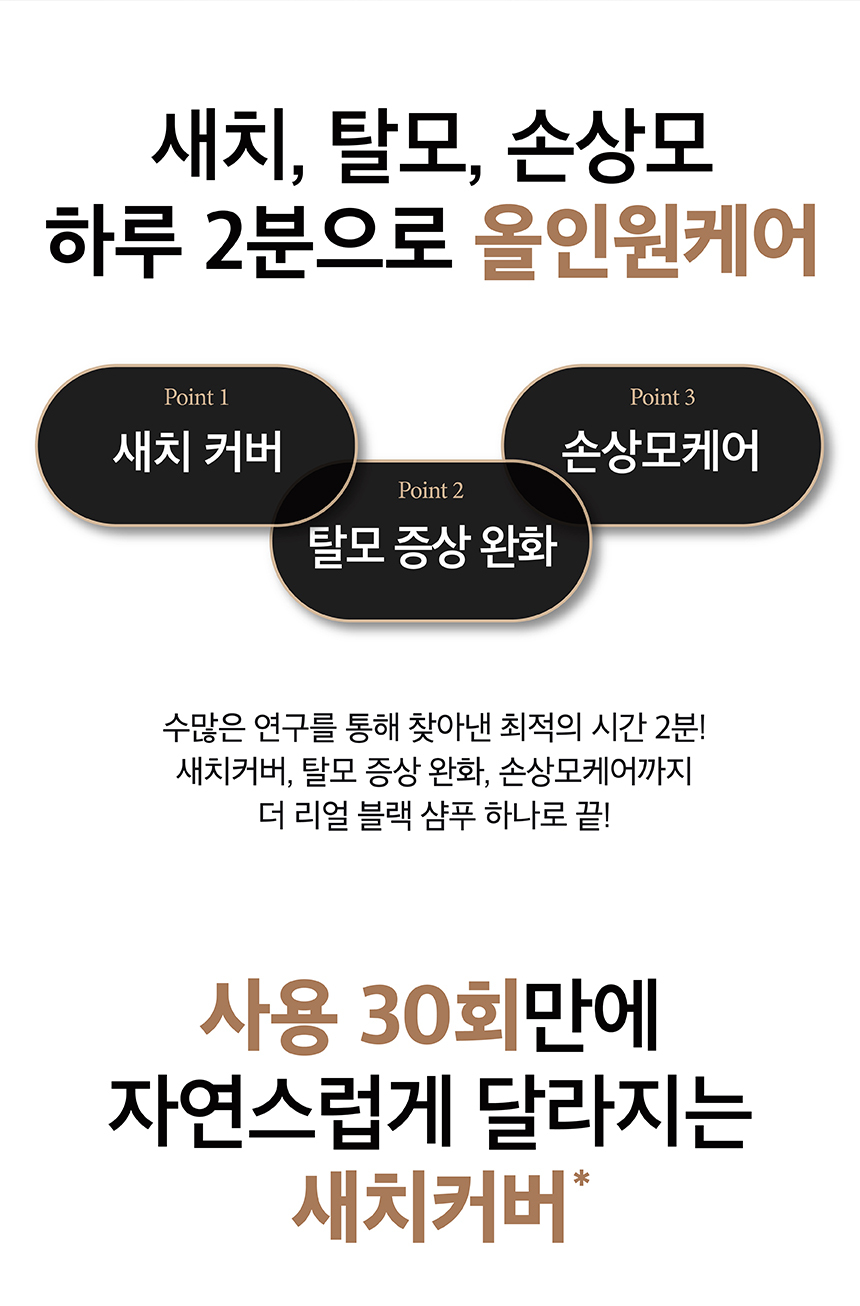 새치, 탈모, 손상모
하루 2분으로 올인원케어
Point 1
새치 커버
Point 2
탈모 증상 완화
Point 3
손상모케어
수많은 연구를 통해 찾아낸 최적의 시간 2분!
새치커버, 탈모 증상 완화, 손상모케어까지
더 리얼 블랙 샴푸 하나로 끝!
사용 30회만에
자연스럽게 달라지는
새치커버*